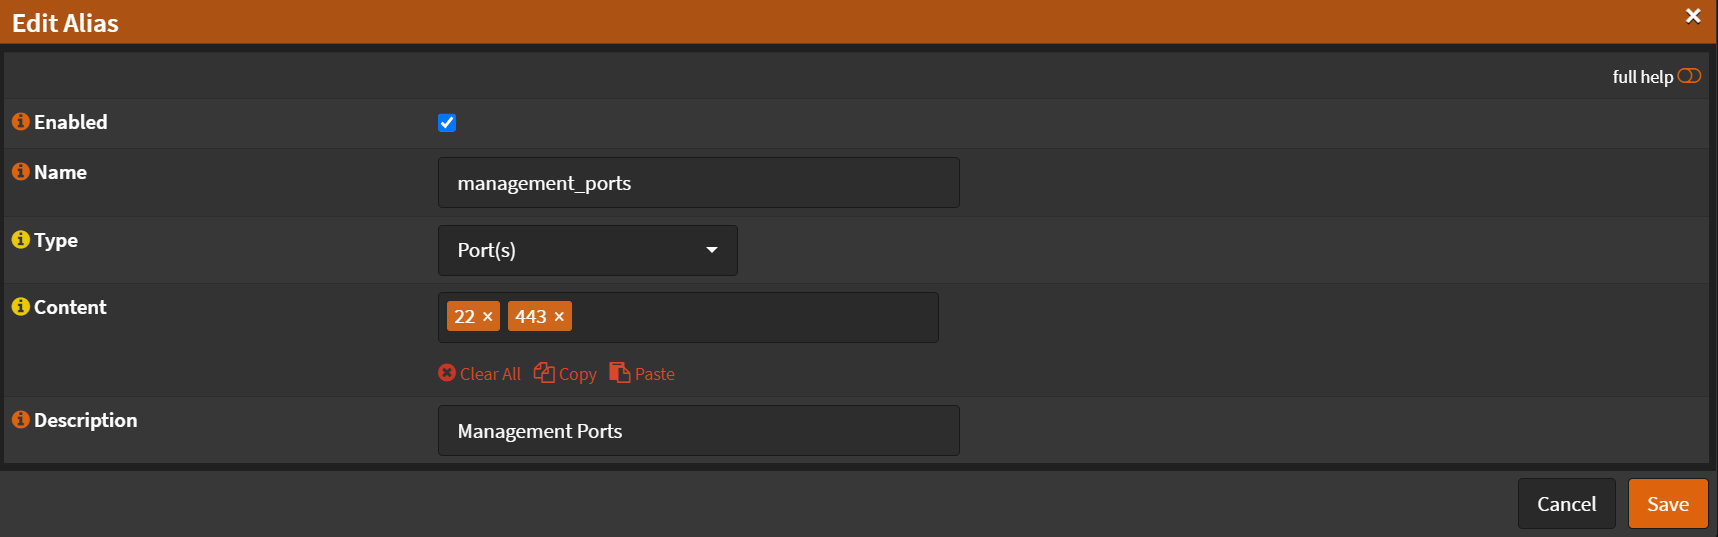 Edit Alias ×
full help
Enabled
Name management_ports
Type Port(s)
Content 22 × 443 ×
Clear All Copy Paste
Description Management Ports
Cancel Save